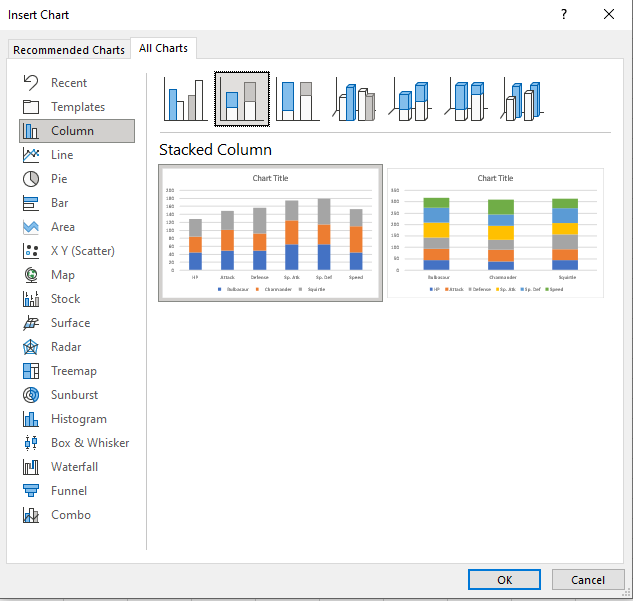 Insert Chart
?
Recommended Charts
All Charts
Recent
Templates
Column
Line
Pie
Bar
Area
X Y (Scatter)
Map
Stock
Surface
Radar
Treemap
Sunburst
Histogram
Box & Whisker
Waterfall
Funnel
Combo
Stacked Column
Chart Title
200
180
160
140
120
100
80
60
40
20
0
HP Attack Defense Sp. Atk Sp. Def Speed
Bulbasaur Charmander Squirtle
Chart Title
350
300
250
200
150
100
50
0
Bulbasaur Charmander Squirtle
HP Attack Defense Sp. Atk Sp. Def Speed
OK
Cancel